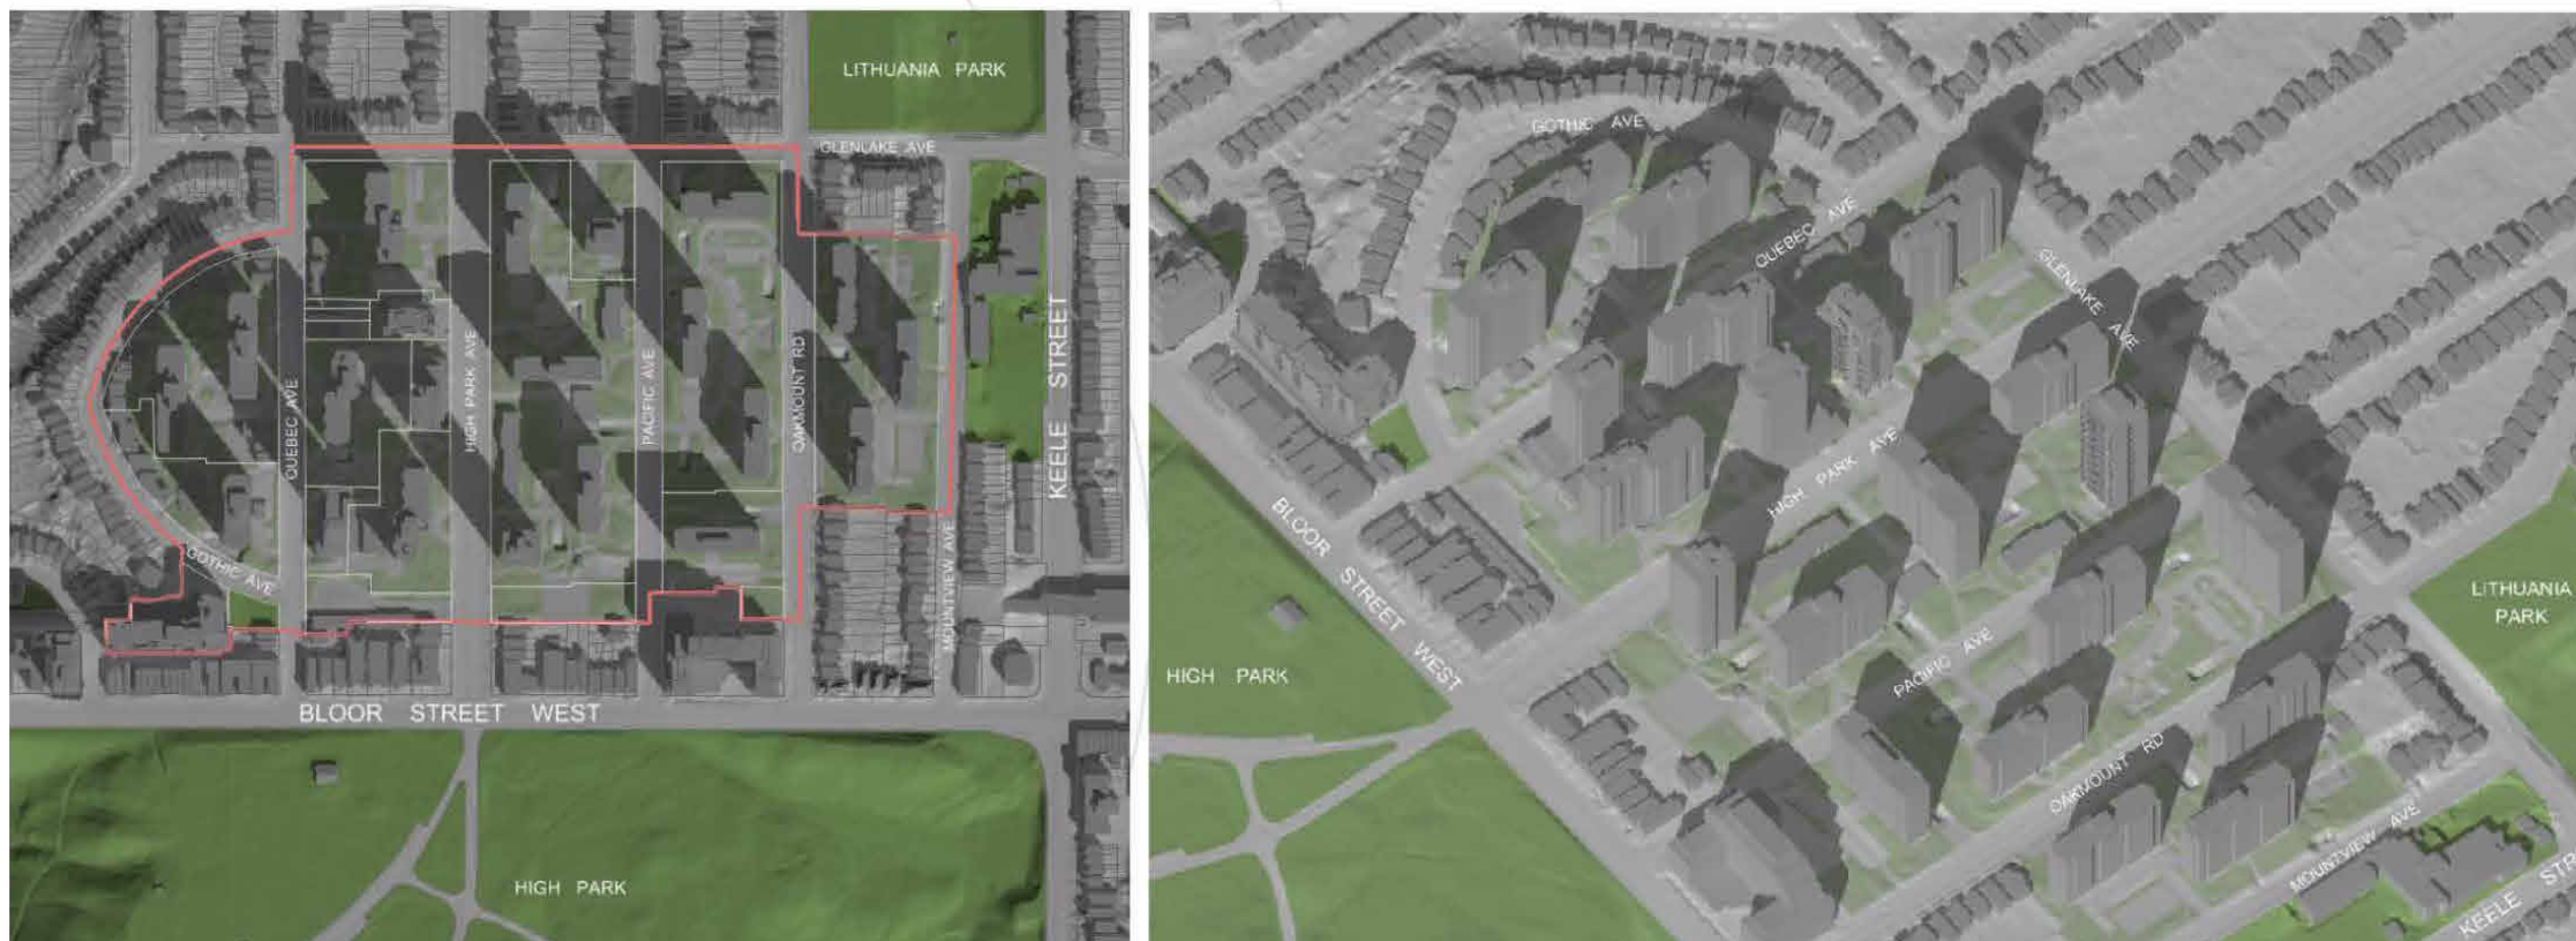 LITHUANIA PARK
GLENLAKE AVE
KEELE STREET
HIGH PARK AVE
PACIFIC AVE
OAKMOUNT RD
QUEBEC AVE
GOTHIC AVE
MOUNTVIEW AVE
BLOOR STREET WEST
HIGH PARK
GOTHIC AVE
QUEBEC AVE
GLENLAKE AVE
HIGH PARK AVE
BLOOR STREET WEST
LITHUANIA
PARK
HIGH PARK
PACIFIC AVE
OAKMOUNT RD
MOUNTVIEW AVE
KEELE STR